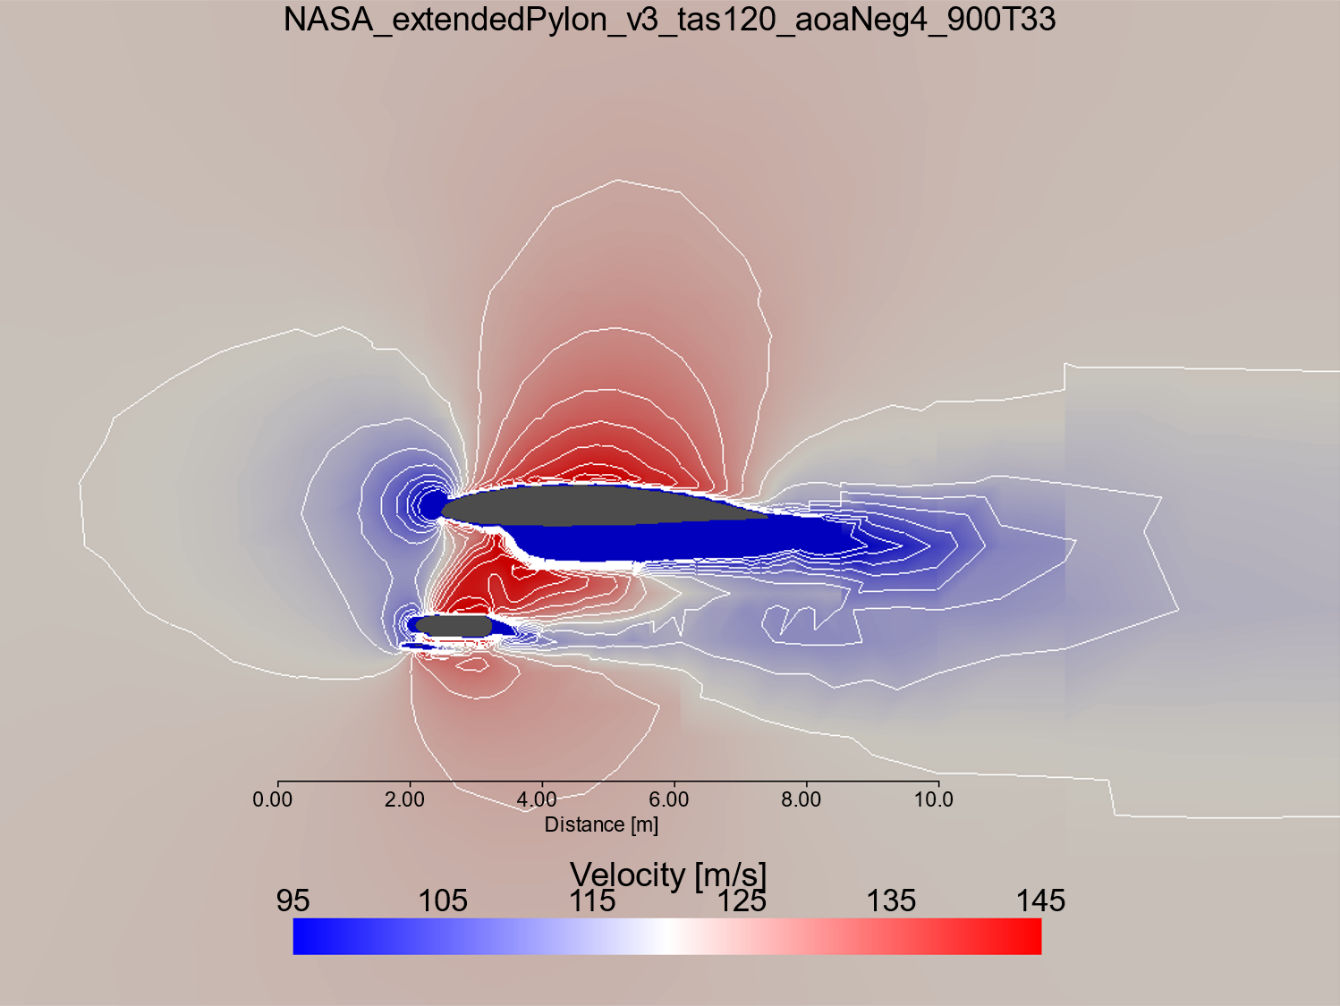 NASA_extendedPylon_v3_tas120_aoaNeg4_900T33
0.00 2.00 4.00 6.00 8.00 10.0
Distance [m]
Velocity [m/s]
95 105 115 125 135 145